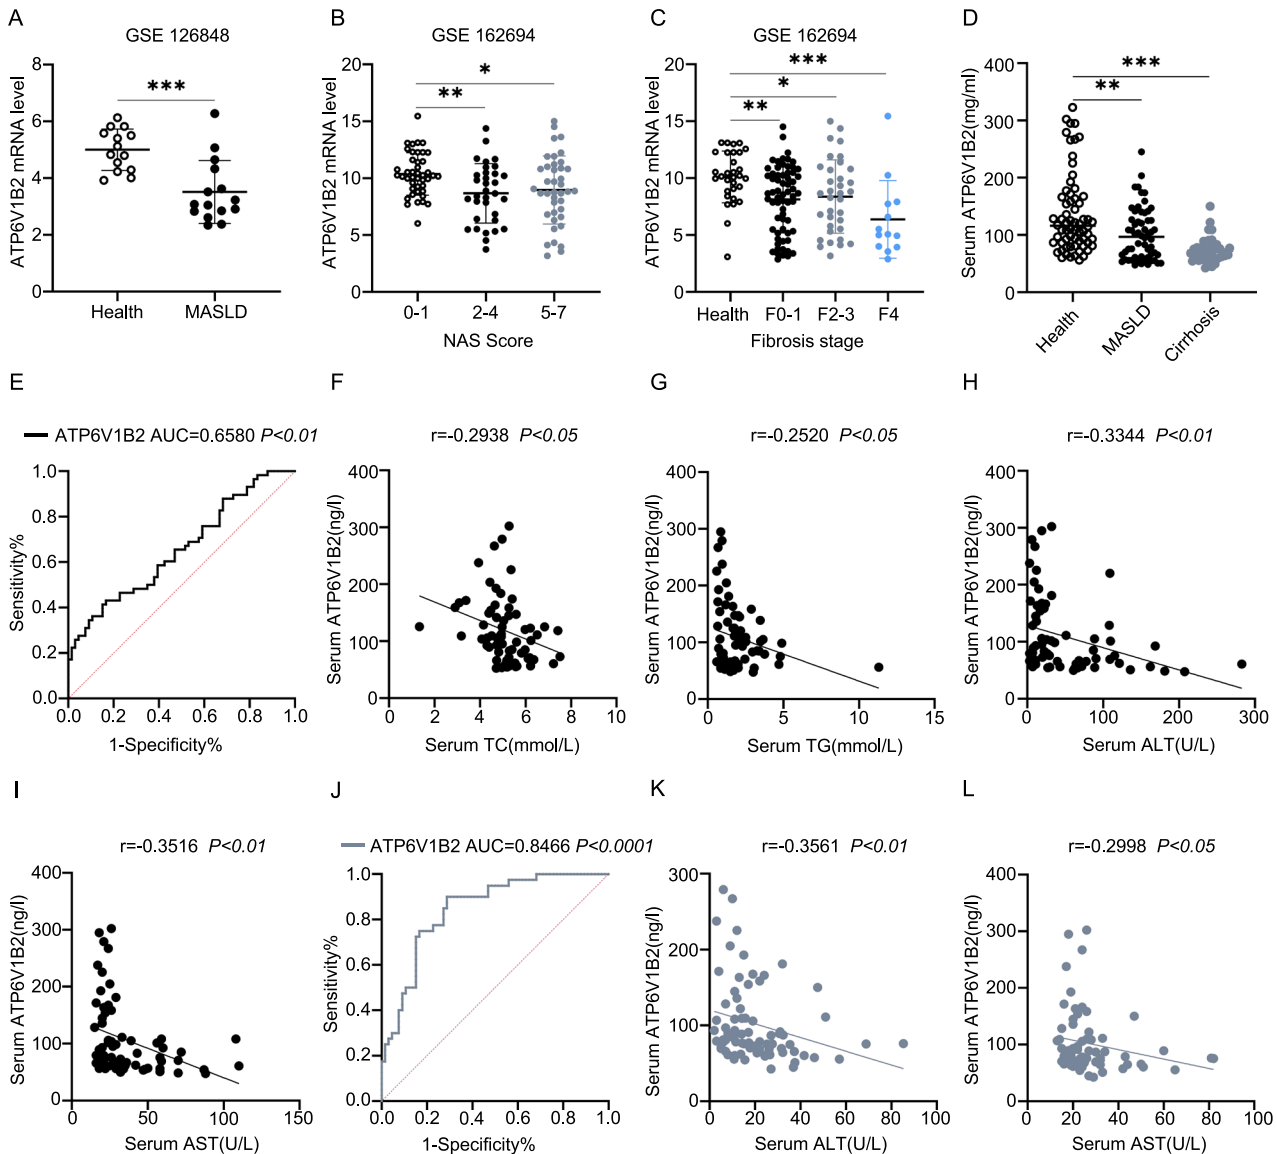 A
GSE 126848
ATP6V1B2 mRNA level
8
6
4
2
0
***
Health
MASLD
B
GSE 162694
ATP6V1B2 mRNA level
20
15
10
5
0
*
**
0-1
2-4
5-7
NAS Score
C
GSE 162694
ATP6V1B2 mRNA level
20
15
10
5
0
***
*
**
Health
F0-1
F2-3
F4
Fibrosis stage
D
Serum ATP6V1B2(mg/ml)
400
300
200
100
0
***
**
Health
MASLD
Cirrhosis
E
ATP6V1B2 AUC=0.6580 P<0.01
Sensitivity%
1.0
0.8
0.6
0.4
0.2
0.0
0.0
0.2
0.4
0.6
0.8
1.0
1-Specificity%
F
r=-0.2938 P<0.05
Serum ATP6V1B2(ng/l)
400
300
200
100
0
0
2
4
6
8
10
Serum TC(mmol/L)
G
r=-0.2520 P<0.05
Serum ATP6V1B2(ng/l)
400
300
200
100
0
0
5
10
15
Serum TG(mmol/L)
H
r=-0.3344 P<0.01
Serum ATP6V1B2(ng/l)
400
300
200
100
0
0
100
200
300
Serum ALT(U/L)
I
r=-0.3516 P<0.01
Serum ATP6V1B2(ng/l)
400
300
200
100
0
0
50
100
150
Serum AST(U/L)
J
ATP6V1B2 AUC=0.8466 P<0.0001
Sensitivity%
1.0
0.8
0.6
0.4
0.2
0.0
0.0
0.2
0.4
0.6
0.8
1.0
1-Specificity%
K
r=-0.3561 P<0.01
Serum ATP6V1B2(ng/l)
300
200
100
0
0
20
40
60
80
100
Serum ALT(U/L)
L
r=-0.2998 P<0.05
Serum ATP6V1B2(ng/l)
400
300
200
100
0
0
20
40
60
80
100
Serum AST(U/L)